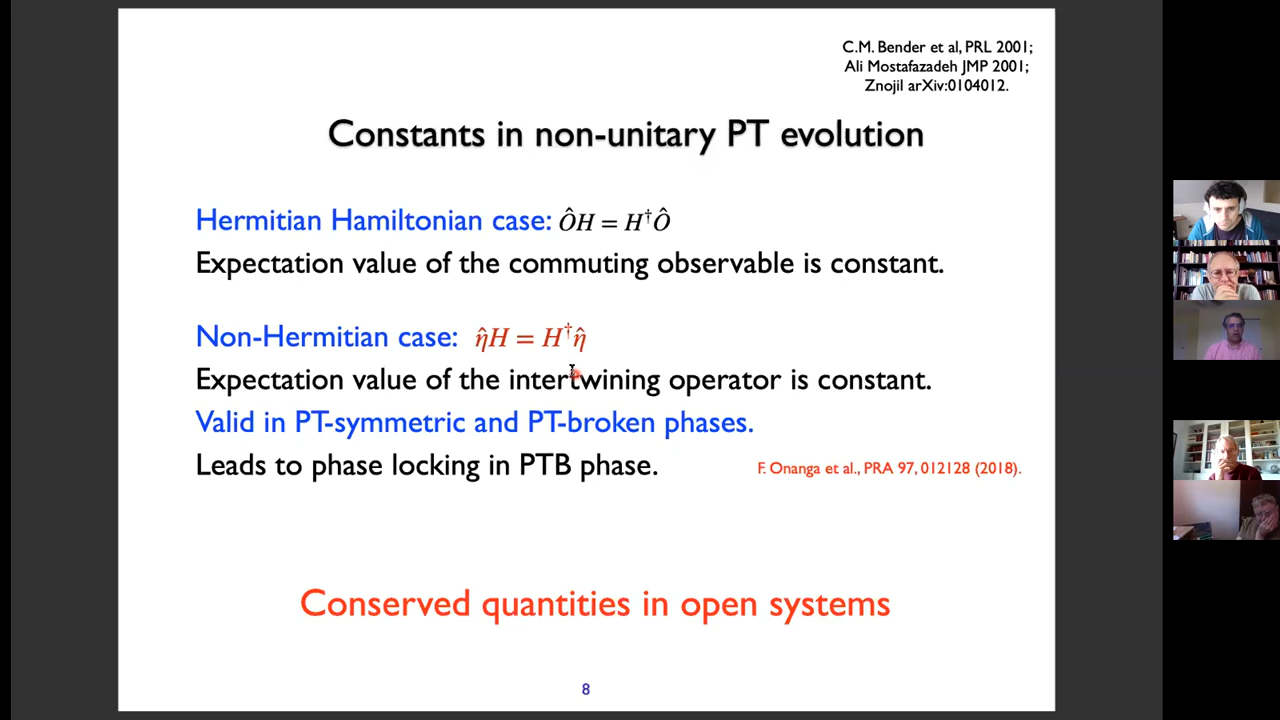 C.M. Bender et al, PRL 2001;
Ali Mostafazadeh JMP 2001;
Znojil arXiv:0104012.
Constants in non-unitary PT evolution
Hermitian Hamiltonian case: ÔH = H†Ô
Expectation value of the commuting observable is constant.
Non-Hermitian case: η̂H = H†η̂
Expectation value of the intertwining operator is constant.
Valid in PT-symmetric and PT-broken phases.
Leads to phase locking in PTB phase.
F. Onanga et al., PRA 97, 012128 (2018).
Conserved quantities in open systems
8